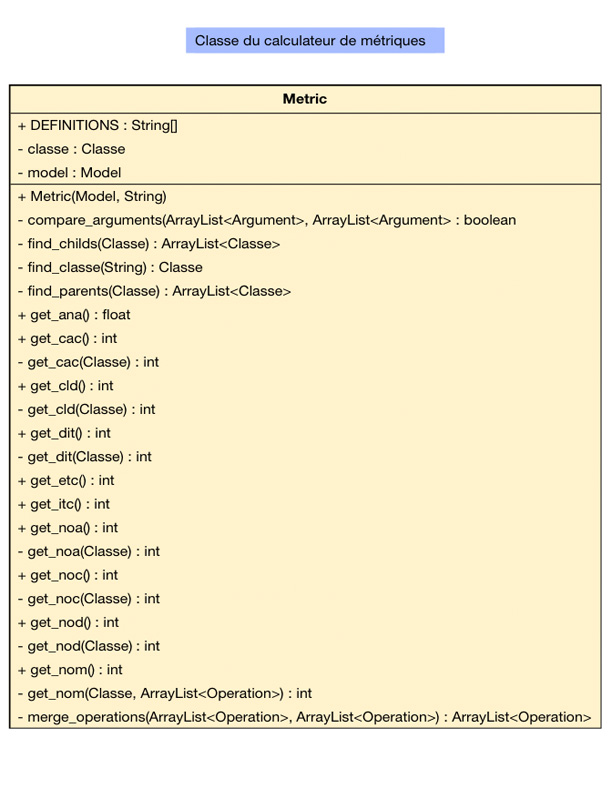 Classe du calculateur de métriques
Metric
+ DEFINITIONS : String[]
- classe : Classe
- model : Model
+ Metric(Model, String)
- compare_arguments(ArrayList<Argument>, ArrayList<Argument> : boolean
- find_childs(Classe) : ArrayList<Classe>
- find_classe(String) : Classe
- find_parents(Classe) : ArrayList<Classe>
+ get_ana() : float
+ get_cac() : int
- get_cac(Classe) : int
+ get_cld() : int
- get_cld(Classe) : int
+ get_dit() : int
- get_dit(Classe) : int
+ get_etc() : int
+ get_itc() : int
+ get_noa() : int
- get_noa(Classe) : int
+ get_noc() : int
- get_noc(Classe) : int
+ get_nod() : int
- get_nod(Classe) : int
+ get_nom() : int
- get_nom(Classe, ArrayList<Operation>) : int
- merge_operations(ArrayList<Operation>, ArrayList<Operation>) : ArrayList<Operation>